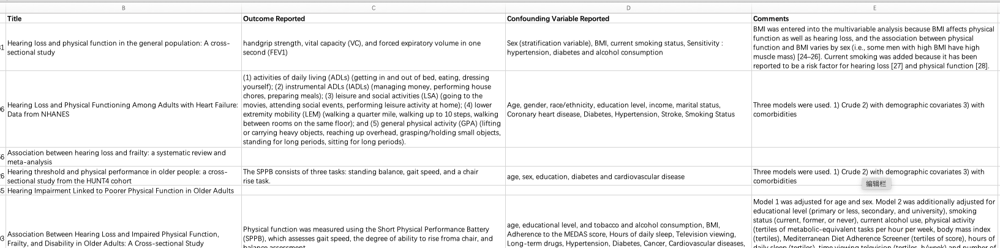 B C D E
Title Outcome Reported Confounding Variable Reported Comments
Hearing loss and physical function in the general population: A cross-
sectional study
handgrip strength, vital capacity (VC), and forced expiratory volume in one
second (FEV1)
Sex (stratification variable), BMI, current smoking status, Sensitivity :
hypertension, diabetes and alcohol consumption
BMI was entered into the multivariable analysis because BMI affects physical
function as well as hearing loss, and the association between physical
function and BMI varies by sex (i.e., some men with high BMI have high
muscle mass) [24–26]. Current smoking was added because it has been
reported to be a risk factor for hearing loss [27] and physical function [28].
Hearing Loss and Physical Functioning Among Adults with Heart Failure:
Data from NHANES
(1) activities of daily living (ADLs) (getting in and out of bed, eating, dressing
yourself); (2) instrumental ADLs (IADLs) (managing money, performing house
chores, preparing meals); (3) leisure and social activities (LSA) (going to the
movies, attending social events, performing leisure activity at home); (4) lower
extremity mobility (LEM) (walking a quarter mile, walking up to 10 steps, walking
between rooms on the same floor); and (5) general physical activity (GPA) (lifting
or carrying heavy objects, reaching up overhead, grasping/holding small objects,
standing for long periods, sitting for long periods).
Age, gender, race/ethnicity, education level, income, marital status,
Coronary heart disease, Diabetes, Hypertension, Stroke, Smoking Status
Three models were used. 1) Crude 2) with demographic covariates 3) with
comorbidities
Association between hearing loss and frailty: a systematic review and
meta-analysis
Hearing threshold and physical performance in older people: a cross-
sectional study from the HUNT4 cohort
The SPPB consists of three tasks: standing balance, gait speed, and a chair
rise task.
age, sex, education, diabetes and cardiovascular disease
Three models were used. 1) Crude 2) with demographic covariates 3) with
comorbidities
编辑栏
Hearing Impairment Linked to Poorer Physical Function in Older Adults
Association Between Hearing Loss and Impaired Physical Function,
Frailty, and Disability in Older Adults: A Cross-sectional Study
Physical function was measured using the Short Physical Performance Battery
(SPPB), which assesses gait speed, the degree of ability to rise froma chair, and
balance assessment.
age, educational level, and tobacco and alcohol consumption, BMI,
Adherence to the MEDAS score, Hours of daily sleep, Television viewing,
Long-term drugs, Hypertension, Diabetes, Cancer, Cardiovascular diseases,
Model 1 was adjusted for age and sex. Model 2 was additionally adjusted for
educational level (primary or less, secondary, and university), smoking
status (current, former, or never), current alcohol use, physical activity
(tertiles of metabolic-equivalent tasks per hour per week, body mass index
(tertiles), Mediterranean Diet Adherence Screener (tertiles of score), hours of
daily sleep (tertiles), time viewing television (tertiles, h/week) and number of